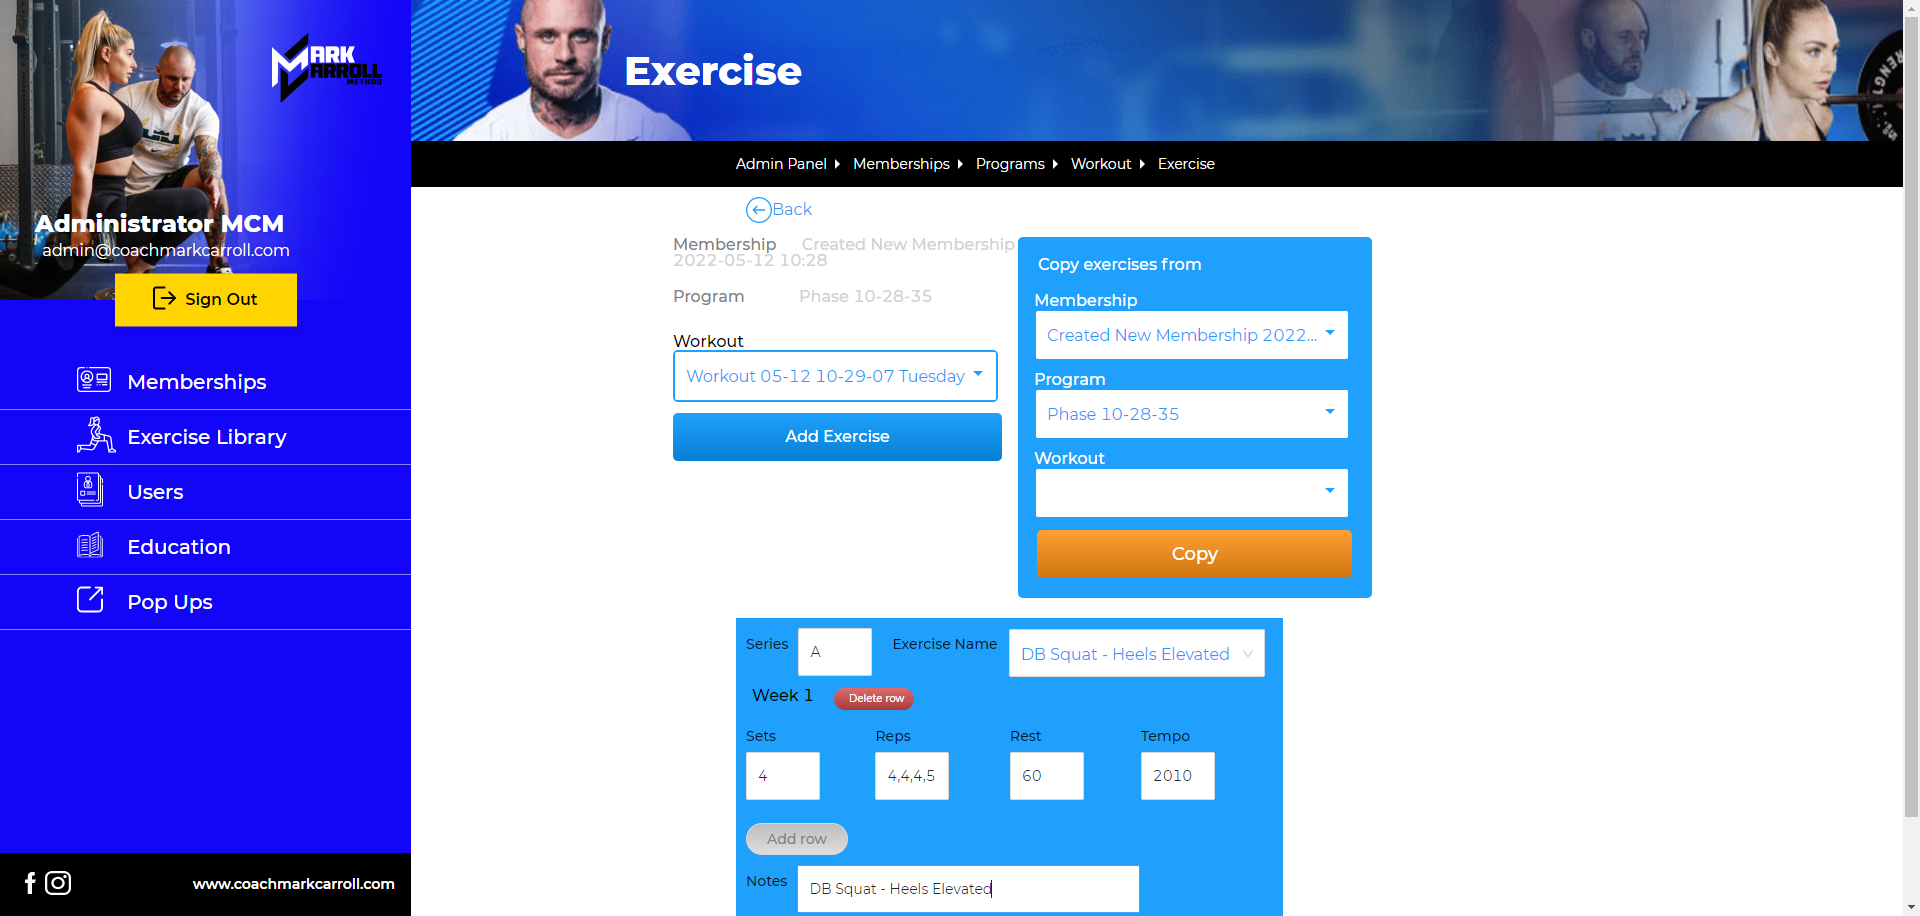 MARK
CARROLL
METHOD
Administrator MCM
admin@coachmarkcarroll.com
Sign Out
Memberships
Exercise Library
Users
Education
Pop Ups
www.coachmarkcarroll.com
Exercise
Admin Panel Memberships Programs Workout Exercise
Back
Membership Created New Membership
2022-05-12 10:28
Program Phase 10-28-35
Workout
Workout 05-12 10-29-07 Tuesday
Add Exercise
Copy exercises from
Membership
Created New Membership 2022...
Program
Phase 10-28-35
Workout
Copy
Series A Exercise Name DB Squat - Heels Elevated
Week 1 Delete row
Sets Reps Rest Tempo
4 4,4,4,5 60 2010
Add row
Notes DB Squat - Heels Elevated